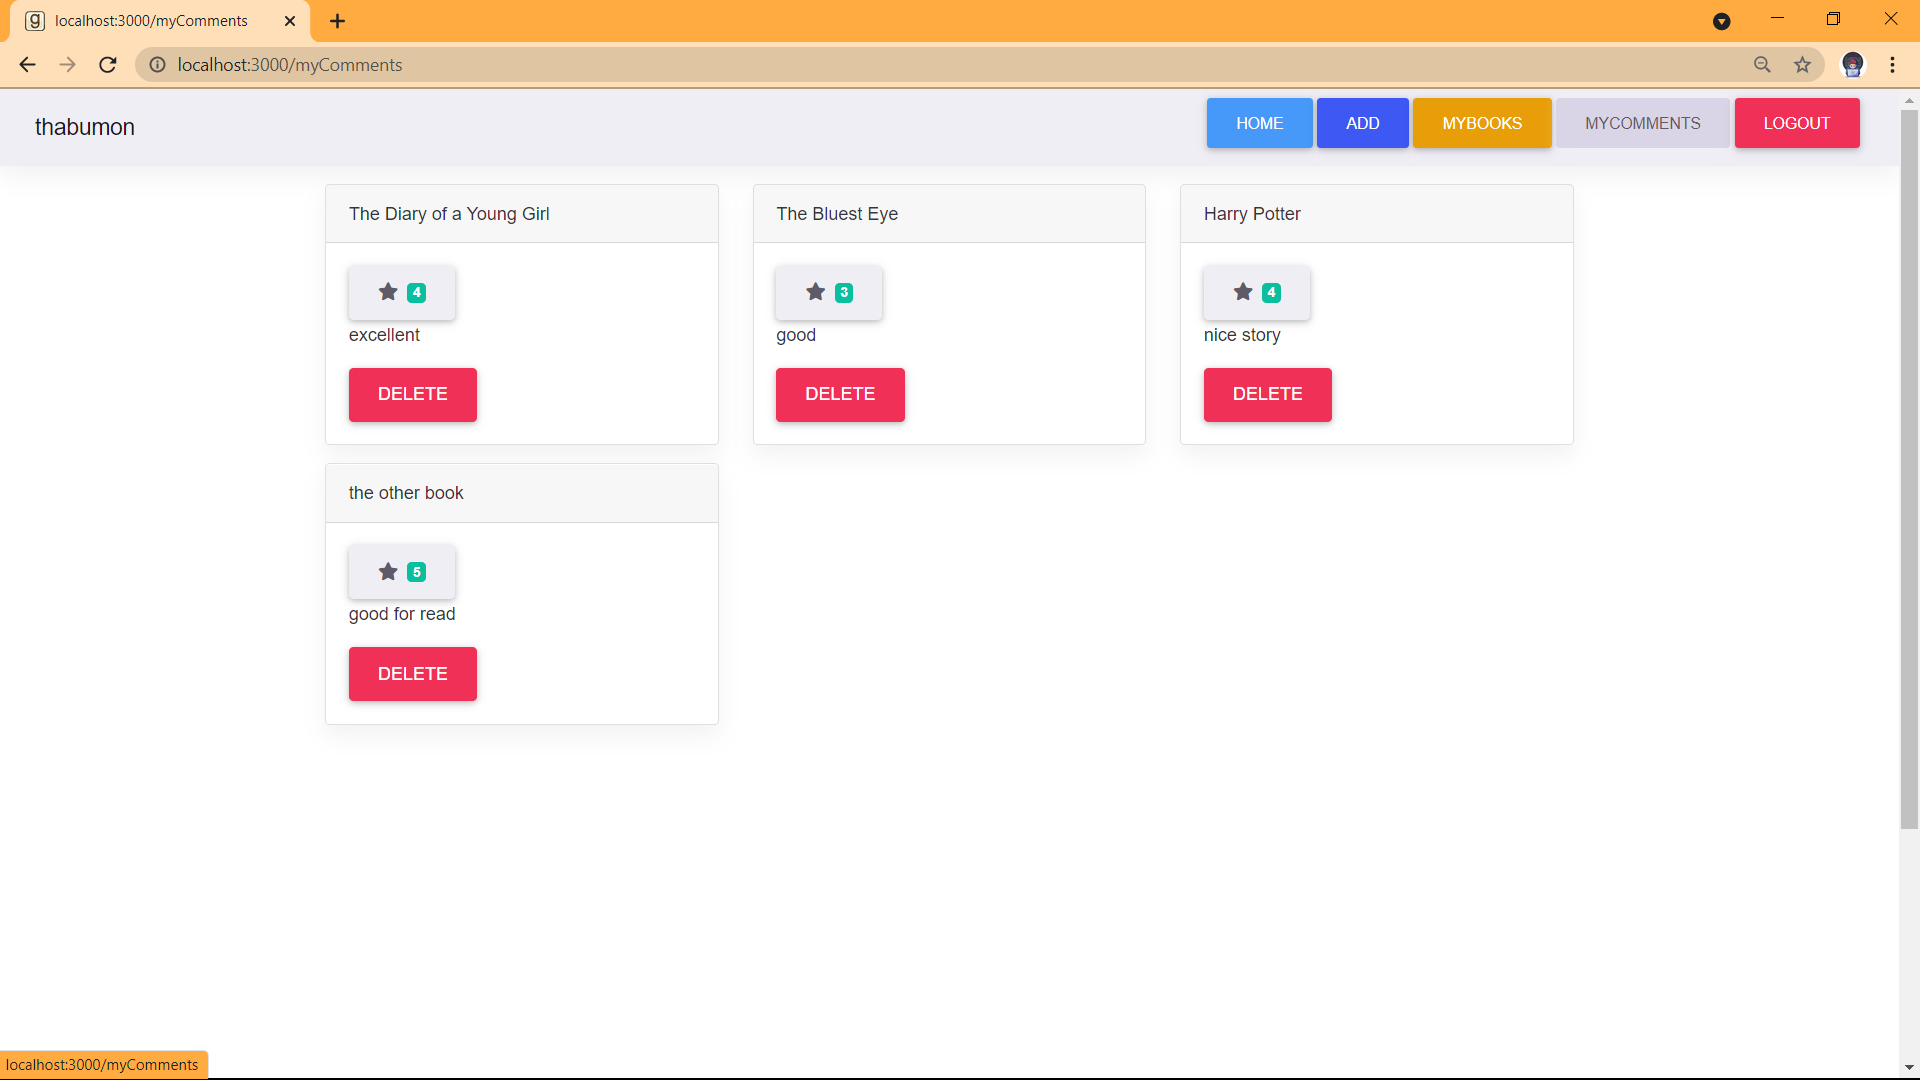 localhost:3000/myComments
localhost:3000/myComments
thabumon
HOME
ADD
MYBOOKS
MYCOMMENTS
LOGOUT
The Diary of a Young Girl
4
excellent
DELETE
The Bluest Eye
3
good
DELETE
Harry Potter
4
nice story
DELETE
the other book
5
good for read
DELETE
localhost:3000/myComments